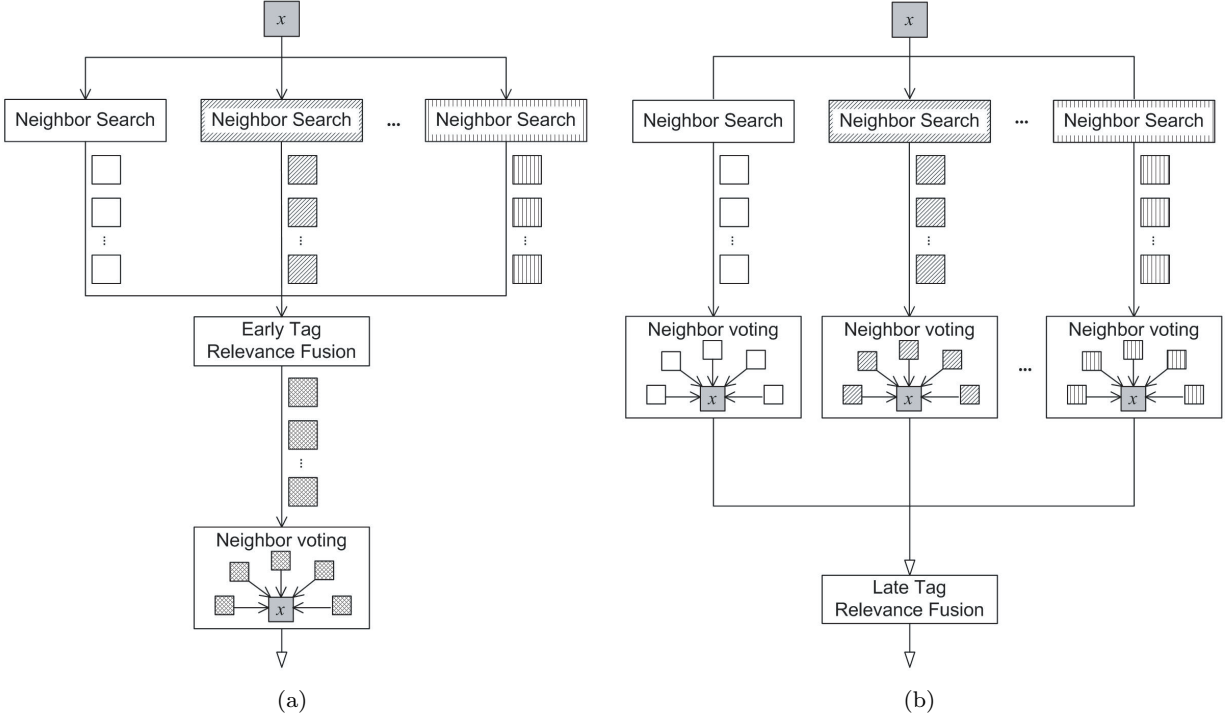 x
Neighbor Search
Neighbor Search
...
Neighbor Search
...
...
...
Early Tag
Relevance Fusion
...
Neighbor voting
x
(a)
x
Neighbor Search
Neighbor Search
...
Neighbor Search
...
...
...
Neighbor voting
x
Neighbor voting
x
...
Neighbor voting
x
Late Tag
Relevance Fusion
(b)